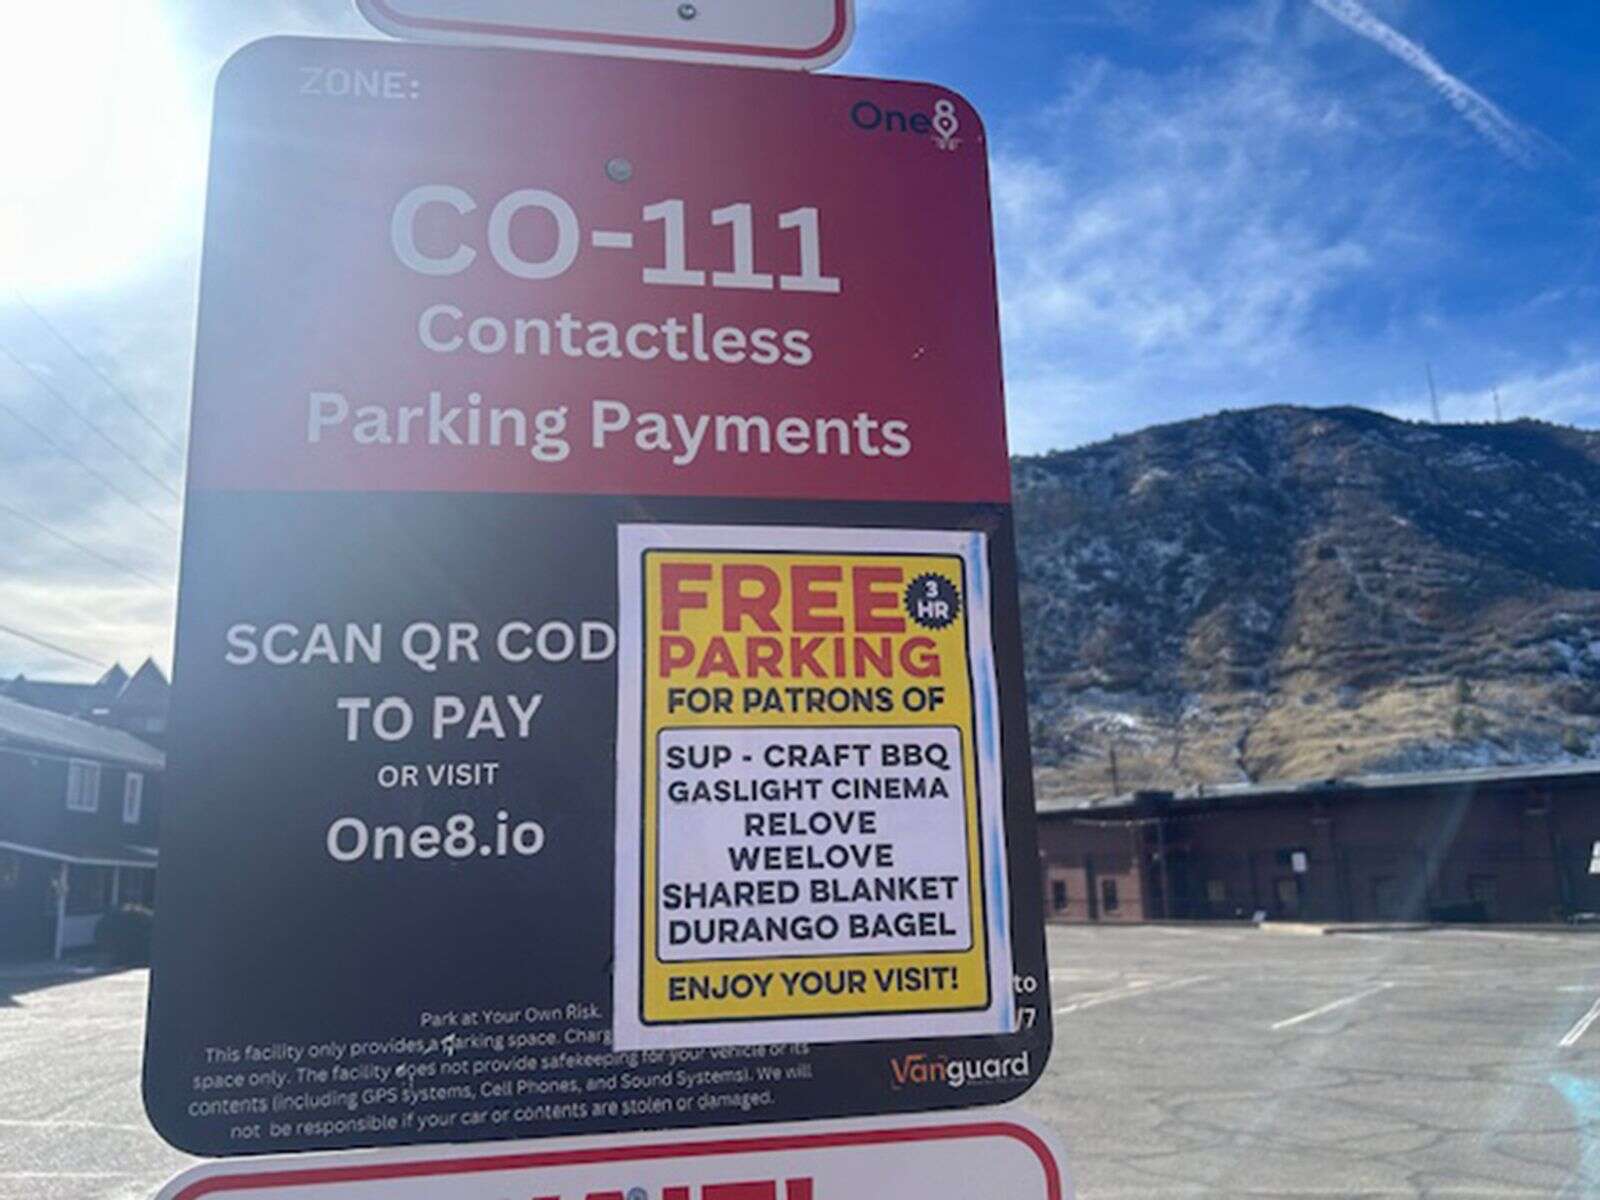 ZONE:
One8
CO-111
Contactless
Parking Payments
SCAN QR COD
TO PAY
OR VISIT
One8.io
FREE
3
HR
PARKING
FOR PATRONS OF
SUP - CRAFT BBQ
GASLIGHT CINEMA
RELOVE
WEELOVE
SHARED BLANKET
DURANGO BAGEL
ENJOY YOUR VISIT!
to
/7
Park at Your Own Risk.
This facility only provides a parking space. Charg
space only. The facility does not provide safekeeping for your vehicle or its
contents (including GPS systems, Cell Phones, and Sound Systems). We will
not be responsible if your car or contents are stolen or damaged.
Vanguard